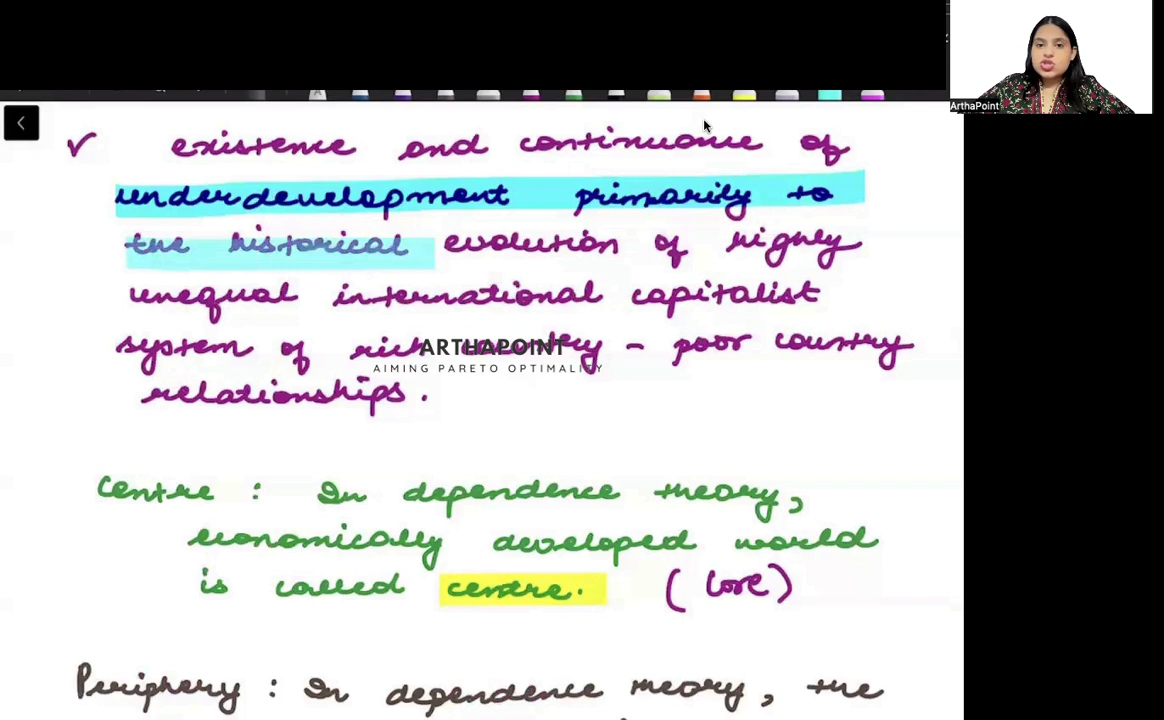 ArthaPoint
✓ existence and continuance of
underdevelopment primarily to
the historical evolution of highly
unequal international capitalist
system of rich country - poor country
ARTHAPOINT
AIMING PARETO OPTIMALITY
relationships.
Centre : In dependence theory,
economically developed world
is called centre. (Core)
Periphery : In dependence theory, the